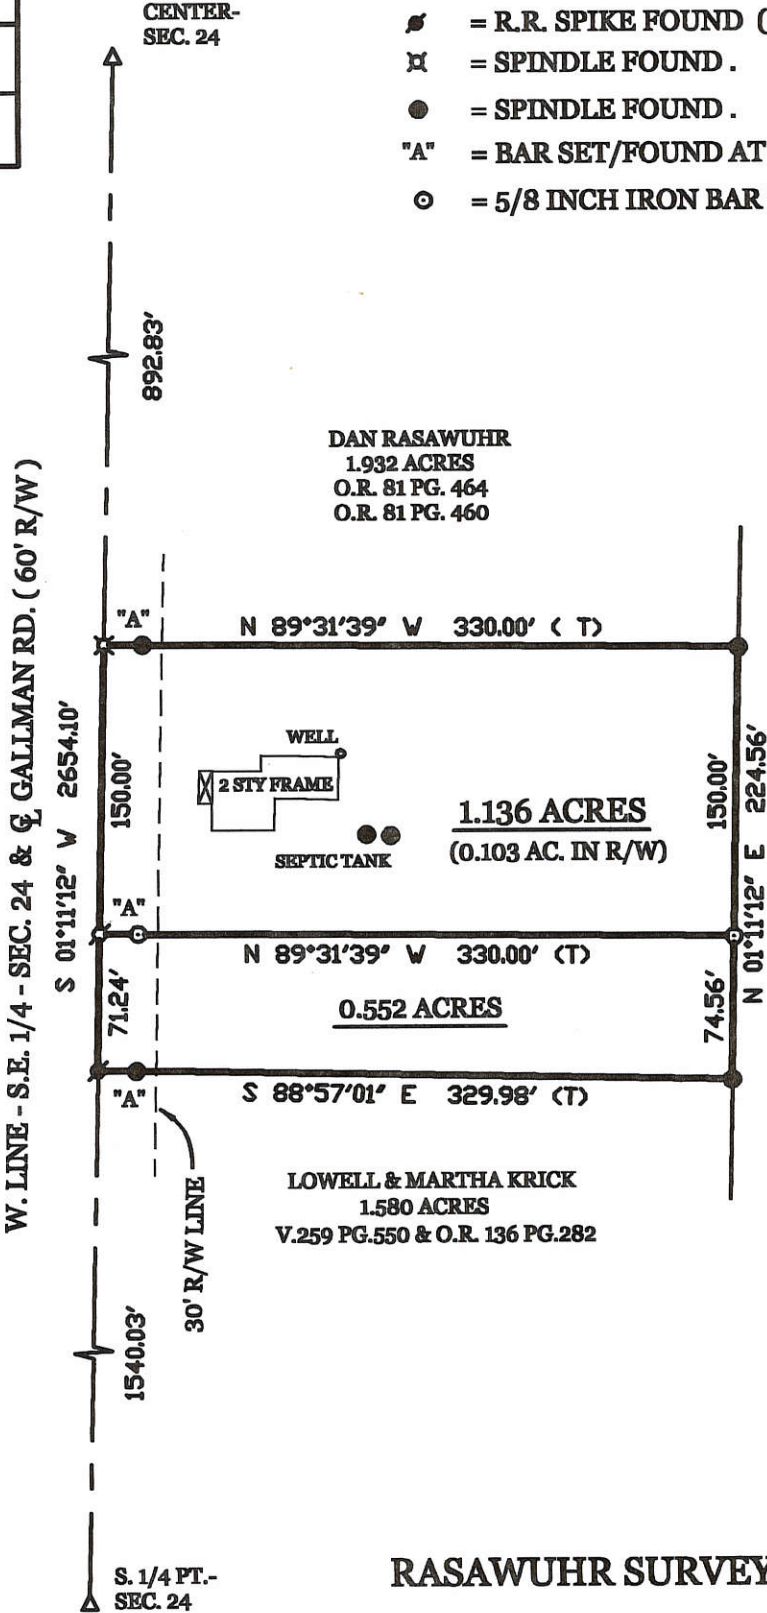 CENTER-
SEC. 24
= R.R. SPIKE FOUND (
= SPINDLE FOUND .
= SPINDLE FOUND .
"A" = BAR SET/FOUND AT
= 5/8 INCH IRON BAR
892.83'
DAN RASAWUHR
1.932 ACRES
O.R. 81 PG. 464
O.R. 81 PG. 460
W. LINE - S.E. 1/4 - SEC. 24 & ℄ GALLMAN RD. ( 60' R/W )
S 01°11'12" W 2654.10'
"A"
N 89°31'39" W 330.00' ( T)
150.00'
WELL
2 STY FRAME
SEPTIC TANK
1.136 ACRES
(0.103 AC. IN R/W)
150.00'
N 01°11'12" E 224.56'
"A"
N 89°31'39" W 330.00' (T)
71.24'
0.552 ACRES
74.56'
"A"
S 88°57'01" E 329.98' (T)
30' R/W LINE
LOWELL & MARTHA KRICK
1.580 ACRES
V.259 PG.550 & O.R. 136 PG.282
1540.03'
S. 1/4 PT.-
SEC. 24
RASAWUHR SURVEY